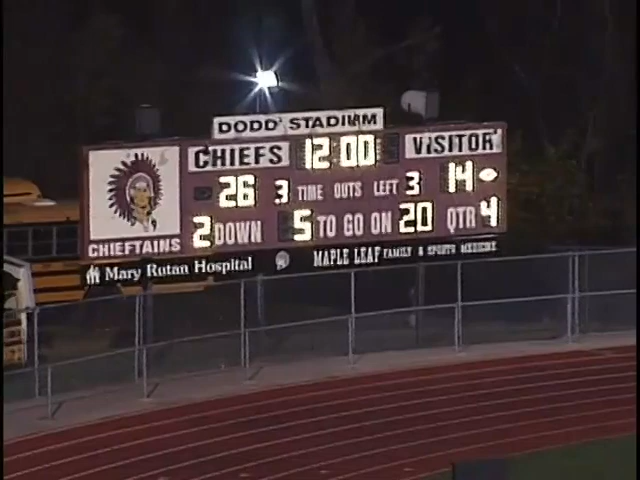 DODD' STADIUM
CHIEFS 12:00 VISITOR
26 3 TIME OUTS LEFT 3 14
2 DOWN 5 TO GO ON 20 QTR 4
CHIEFTAINS
Mary Rutan Hospital MAPLE LEAF FAMILY & SPORTS MEDICINE